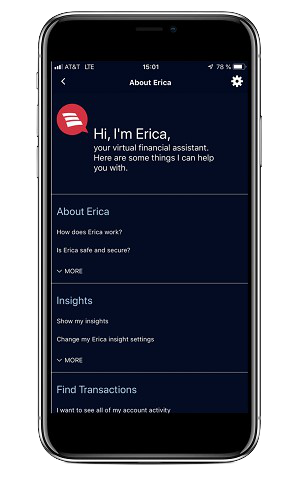 AT&T LTE 15:01 78 %
About Erica
Hi, I'm Erica,
your virtual financial assistant.
Here are some things I can help
you with.
About Erica
How does Erica work?
Is Erica safe and secure?
MORE
Insights
Show my insights
Change my Erica insight settings
MORE
Find Transactions
I want to see all of my account activity